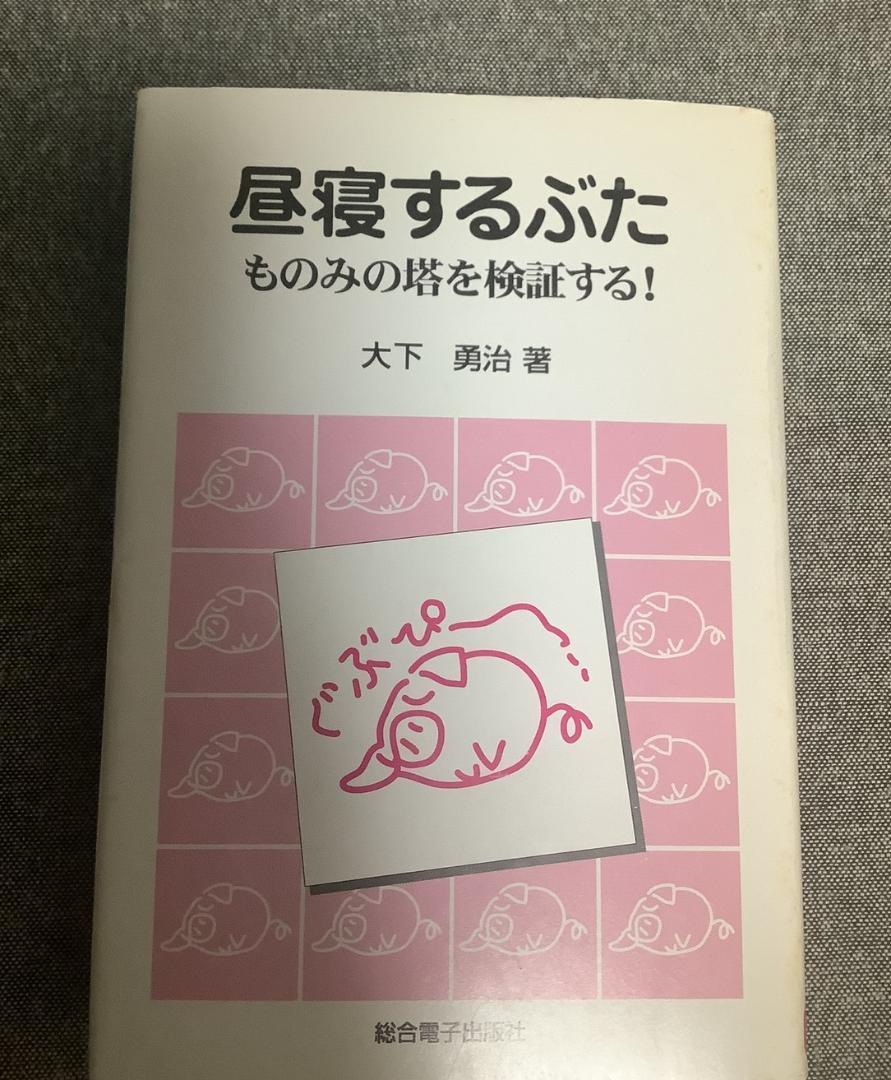 昼寝するぶた
ものみの塔を検証する!
大下 勇治 著
ぐぶぴ〜…
総合電子出版社